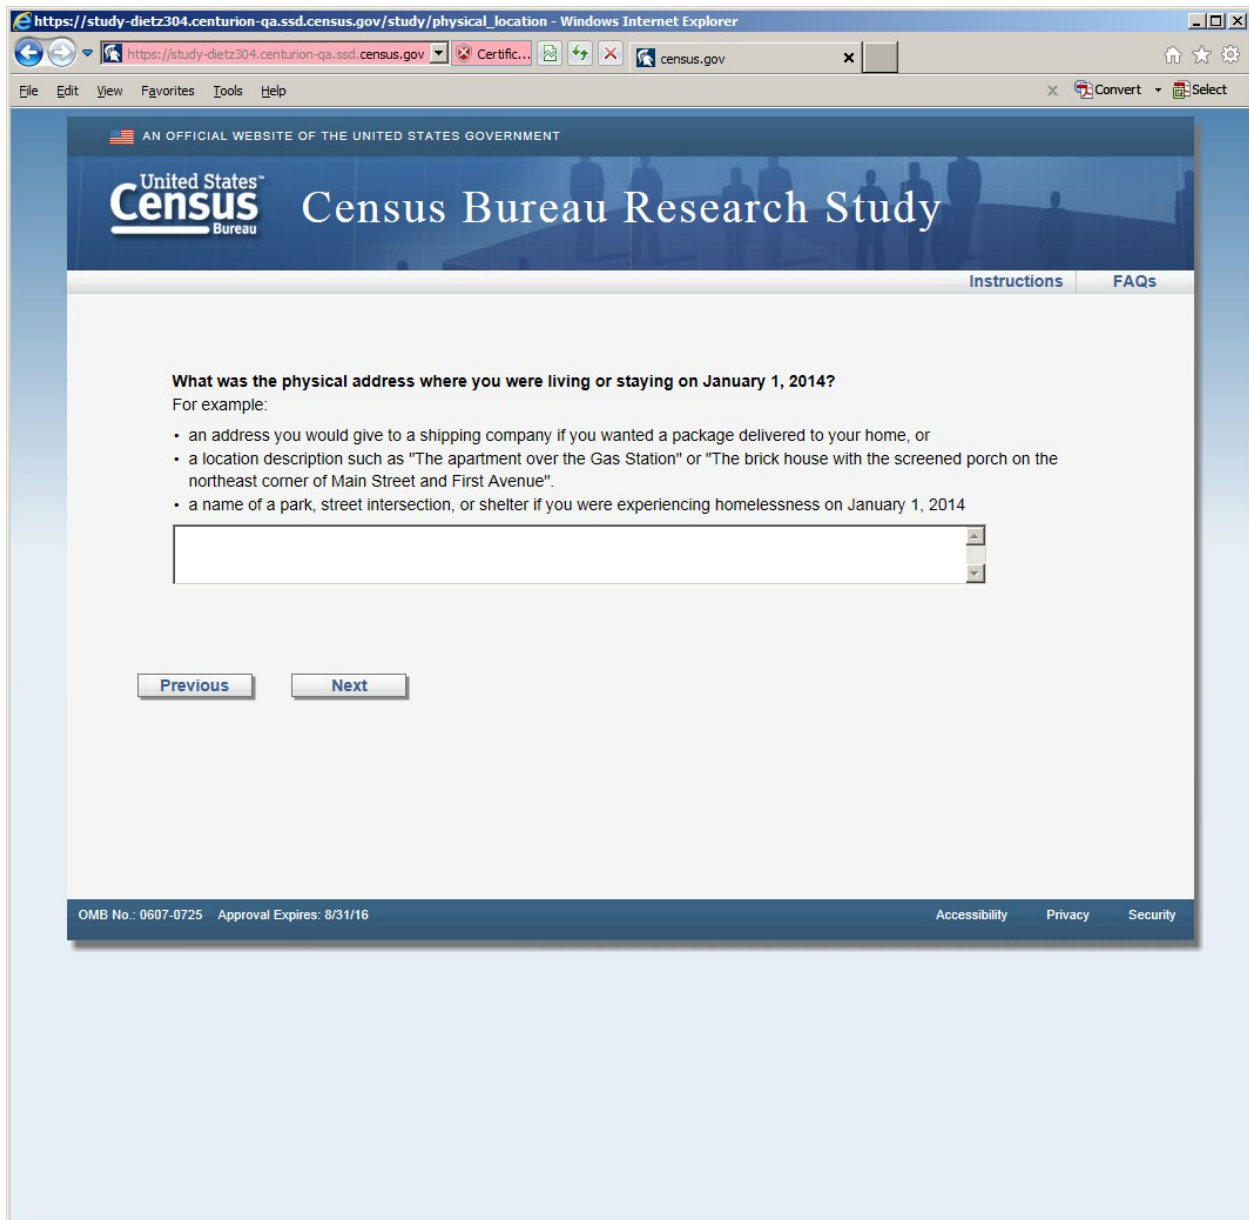 https://study-dietz304.centurion-qa.ssd.census.gov/study/physical_location - Windows Internet Explorer
https://study-dietz304.centurion-qa.ssd.census.gov
Certific...
census.gov
File Edit View Favorites Tools Help
Convert
Select
AN OFFICIAL WEBSITE OF THE UNITED STATES GOVERNMENT
United States™
Census
Bureau
Census Bureau Research Study
Instructions
FAQs
What was the physical address where you were living or staying on January 1, 2014?
For example:
• an address you would give to a shipping company if you wanted a package delivered to your home, or
• a location description such as "The apartment over the Gas Station" or "The brick house with the screened porch on the
northeast corner of Main Street and First Avenue".
• a name of a park, street intersection, or shelter if you were experiencing homelessness on January 1, 2014
Previous
Next
OMB No.: 0607-0725 Approval Expires: 8/31/16
Accessibility
Privacy
Security